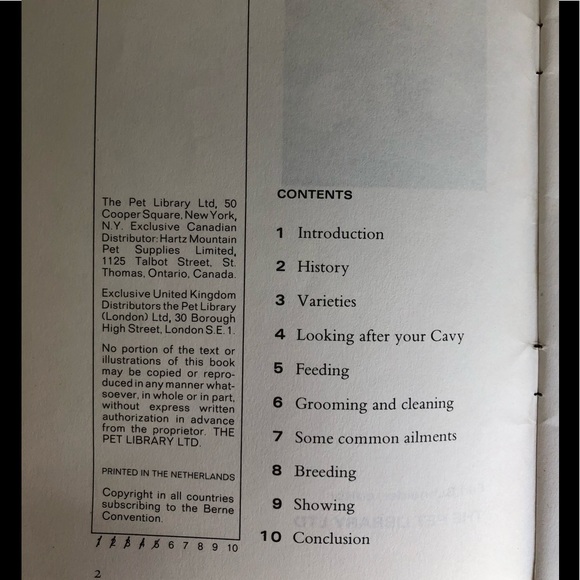 The Pet Library Ltd, 50
Cooper Square, New York,
N.Y. Exclusive Canadian
Distributor: Hartz Mountain
Pet Supplies Limited,
1125 Talbot Street, St.
Thomas, Ontario, Canada.
Exclusive United Kingdom
Distributors the Pet Library
(London) Ltd, 30 Borough
High Street, London S.E.1.
No portion of the text or
illustrations of this book
may be copied or repro-
duced in any manner what-
soever, in whole or in part,
without express written
authorization in advance
from the proprietor. THE
PET LIBRARY LTD.
PRINTED IN THE NETHERLANDS
Copyright in all countries
subscribing to the Berne
Convention.
1 2 3 4 5 6 7 8 9 10
2
CONTENTS
1 Introduction
2 History
3 Varieties
4 Looking after your Cavy
5 Feeding
6 Grooming and cleaning
7 Some common ailments
8 Breeding
9 Showing
10 Conclusion